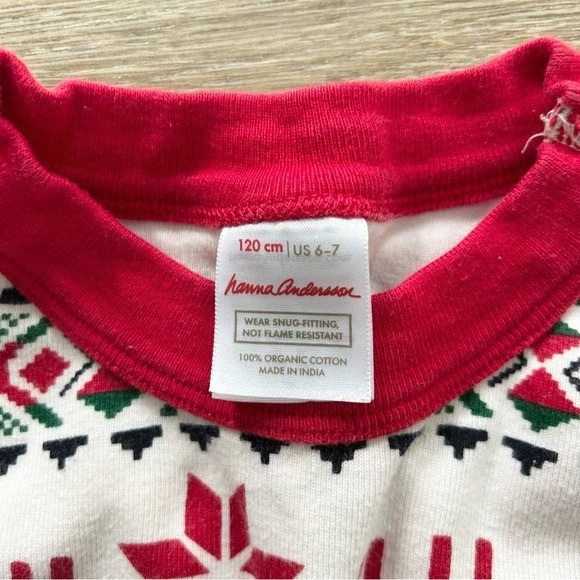 120 cm | US 6-7
hanna andersson
WEAR SNUG-FITTING,
NOT FLAME RESISTANT
100% ORGANIC COTTON
MADE IN INDIA